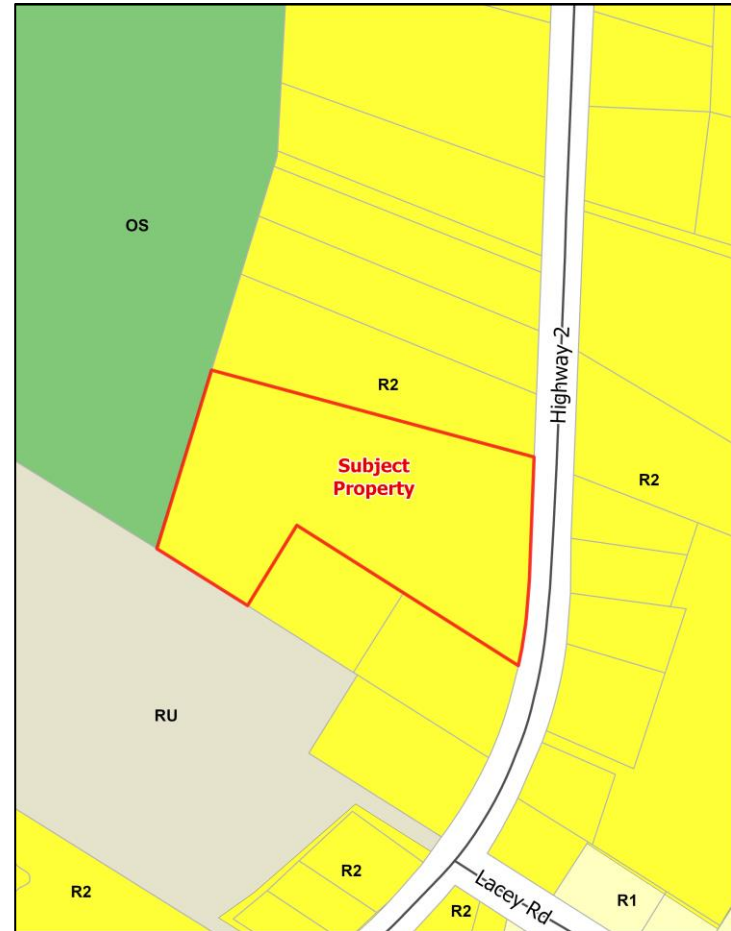 OS
Highway-2
R2
Subject
Property
R2
RU
R2
R2
R2
Lacey-Rd
R1